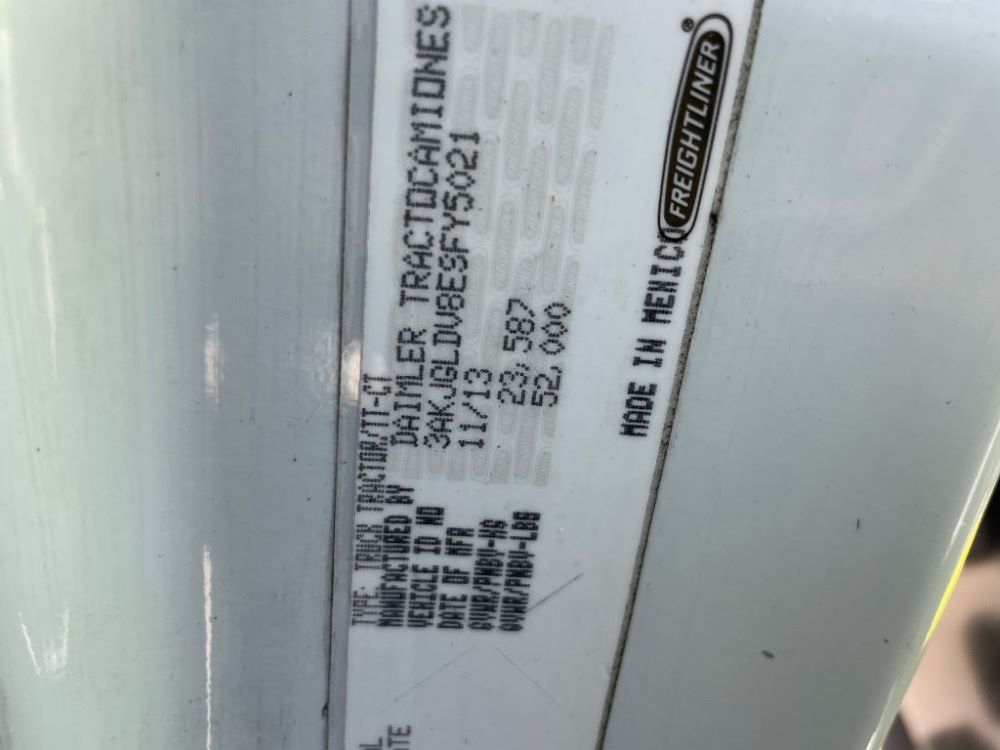 TYPE: TRUCK TRACTOR/TT-CT
MANUFACTURED BY DAIMLER TRACTOCAMIONES
VEHICLE ID NO 3AKJGLDV8ESFY5021
DATE OF MFR 11/13
GVWR/PNBV-KG 23,587
GVWR/PNBV-LBS 52,000
MADE IN MEXICO
FREIGHTLINER®